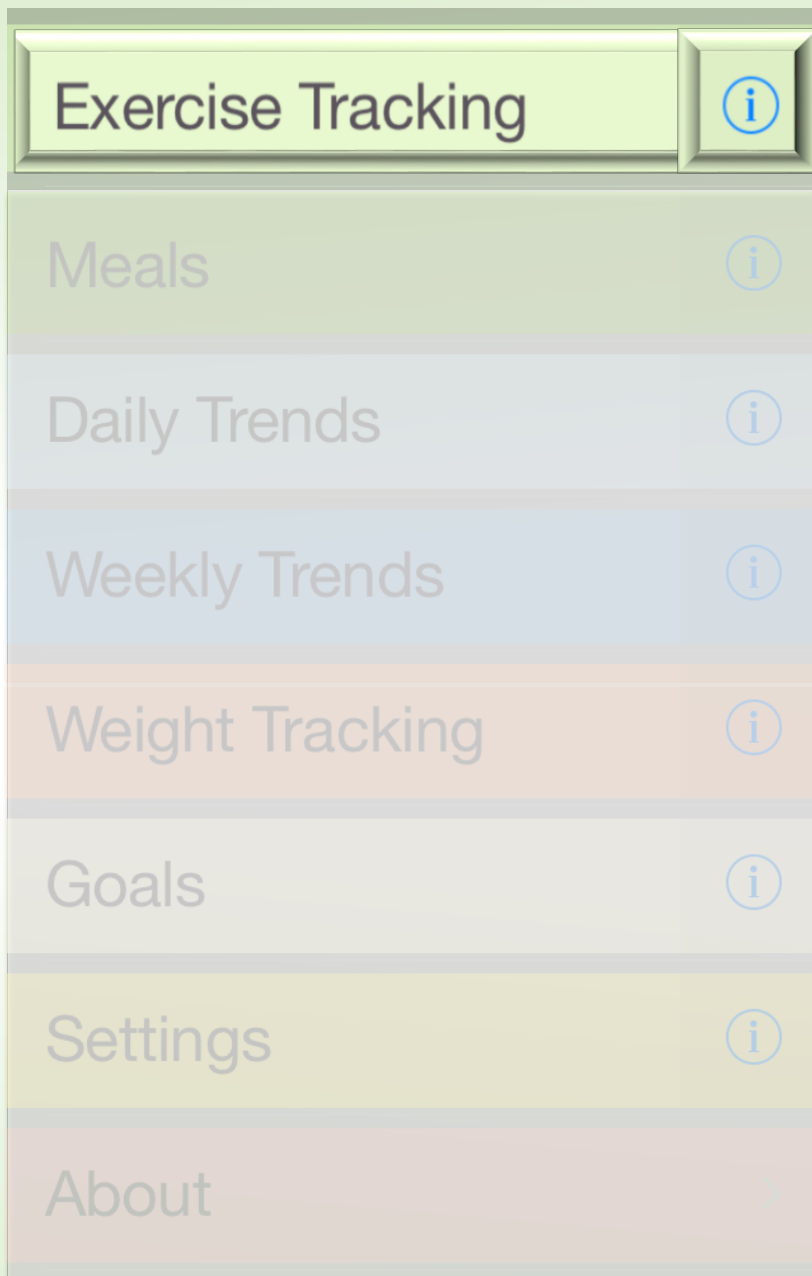 Exercise Tracking i
Meals i
Daily Trends i
Weekly Trends i
Weight Tracking i
Goals i
Settings i
About